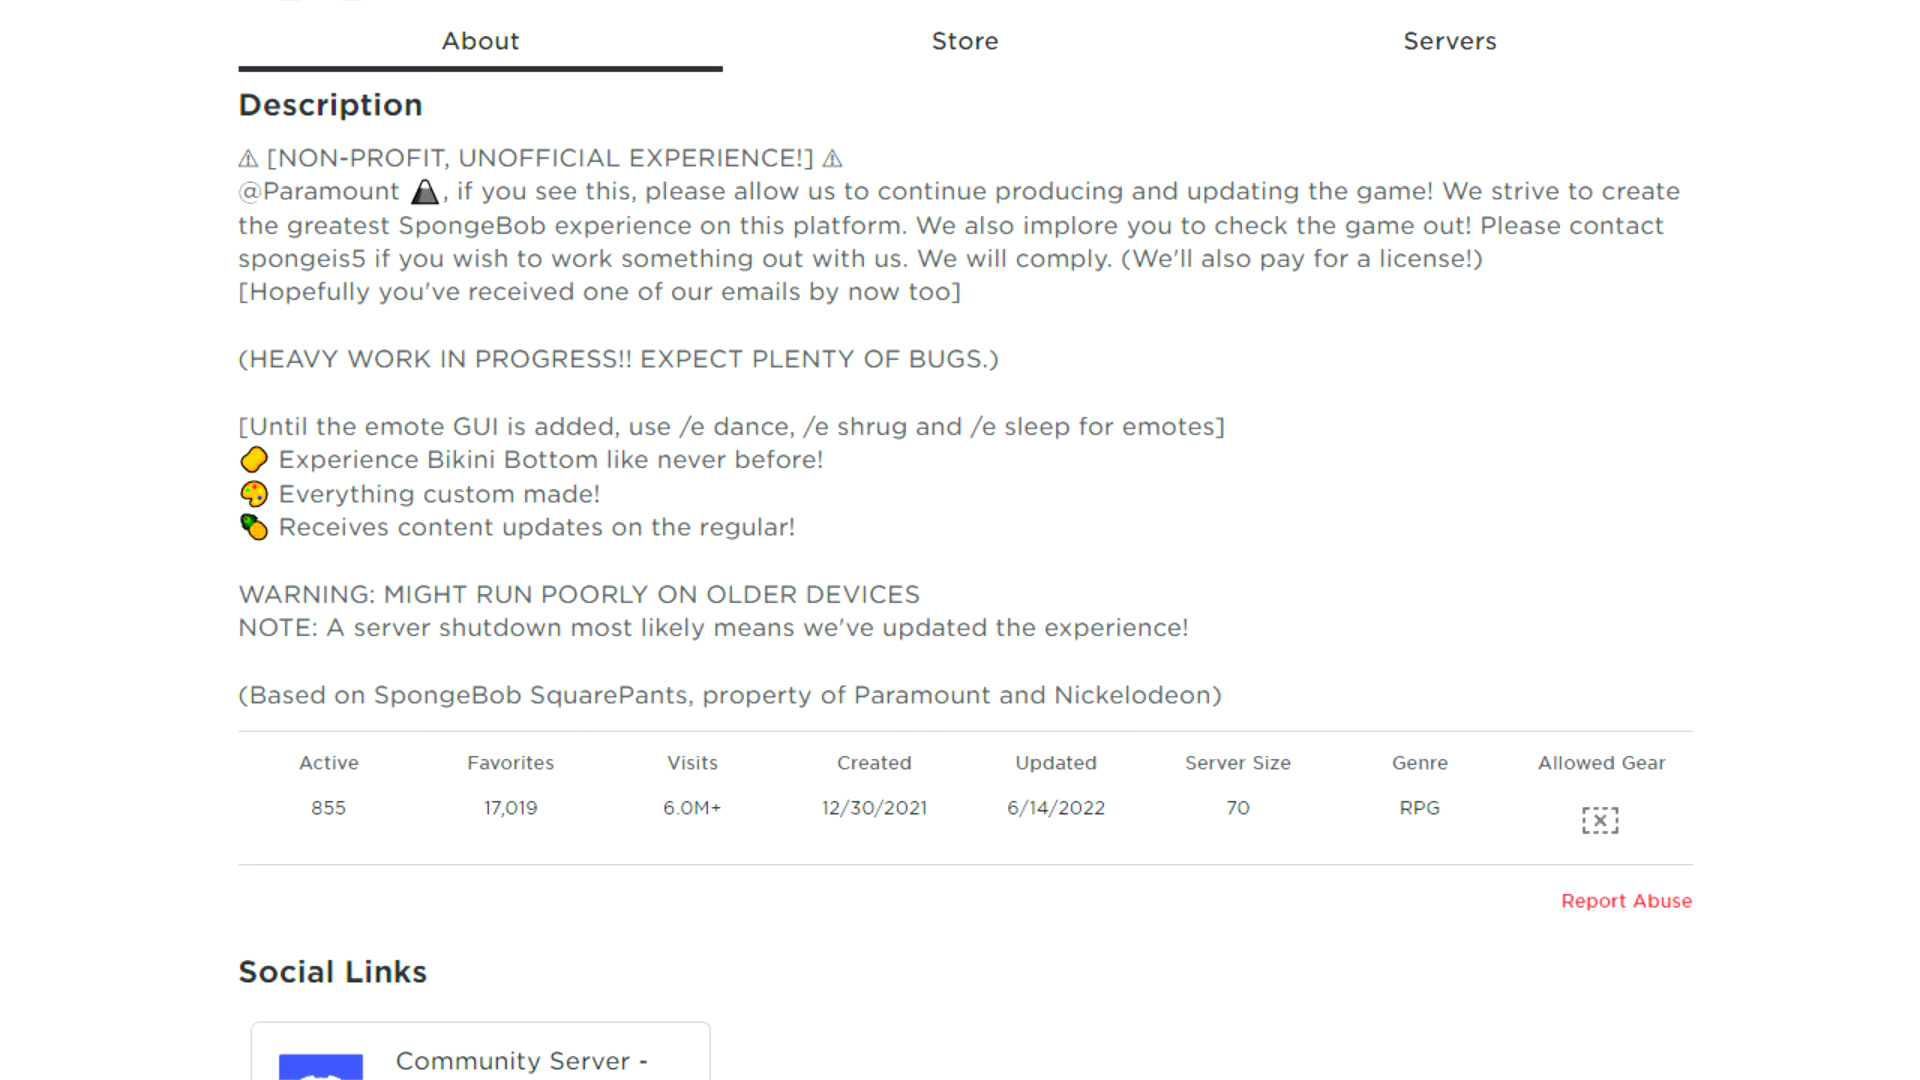 About Store Servers
Description
⚠ [NON-PROFIT, UNOFFICIAL EXPERIENCE!] ⚠
@Paramount 🏔, if you see this, please allow us to continue producing and updating the game! We strive to create
the greatest SpongeBob experience on this platform. We also implore you to check the game out! Please contact
spongeis5 if you wish to work something out with us. We will comply. (We'll also pay for a license!)
[Hopefully you've received one of our emails by now too]
(HEAVY WORK IN PROGRESS!! EXPECT PLENTY OF BUGS.)
[Until the emote GUI is added, use /e dance, /e shrug and /e sleep for emotes]
Experience Bikini Bottom like never before!
🎨 Everything custom made!
🍍 Receives content updates on the regular!
WARNING: MIGHT RUN POORLY ON OLDER DEVICES
NOTE: A server shutdown most likely means we've updated the experience!
(Based on SpongeBob SquarePants, property of Paramount and Nickelodeon)
Active Favorites Visits Created Updated Server Size Genre Allowed Gear
855 17,019 6.0M+ 12/30/2021 6/14/2022 70 RPG
Report Abuse
Social Links
Community Server -